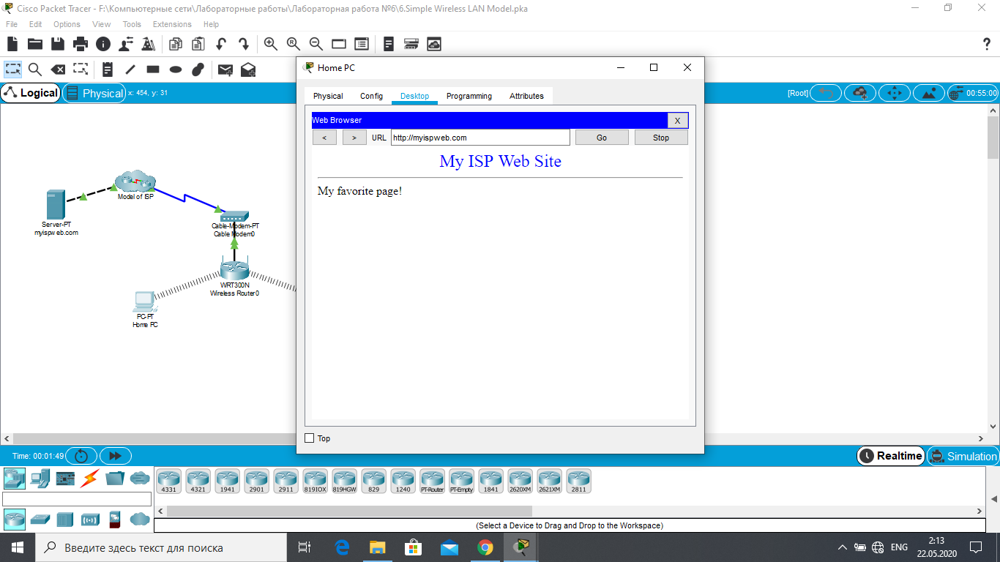 Cisco Packet Tracer - F:\Компьютерные сети\Лабораторные работы\Лабораторная работа №6\6.Simple Wireless LAN Model.pka
File Edit Options View Tools Extensions Help
?
Logical Physical x: 454, y: 31 [Root] 00:55:00
Home PC
Physical Config Desktop Programming Attributes
Web Browser X
< > URL http://myispweb.com Go Stop
My ISP Web Site
My favorite page!
Top
Model of ISP
Server-PT
myispweb.com
Cable-Modem-PT
Cable Modem0
WRT300N
Wireless Router0
PC-PT
Home PC
Time: 00:01:49 Realtime Simulation
4331 4321 1941 2901 2911 819IOX 819HGW 829 1240 PT-Router PT-Empty 1841 2620XM 2621XM 2811
(Select a Device to Drag and Drop to the Workspace)
Введите здесь текст для поиска
ENG
2:13
22.05.2020